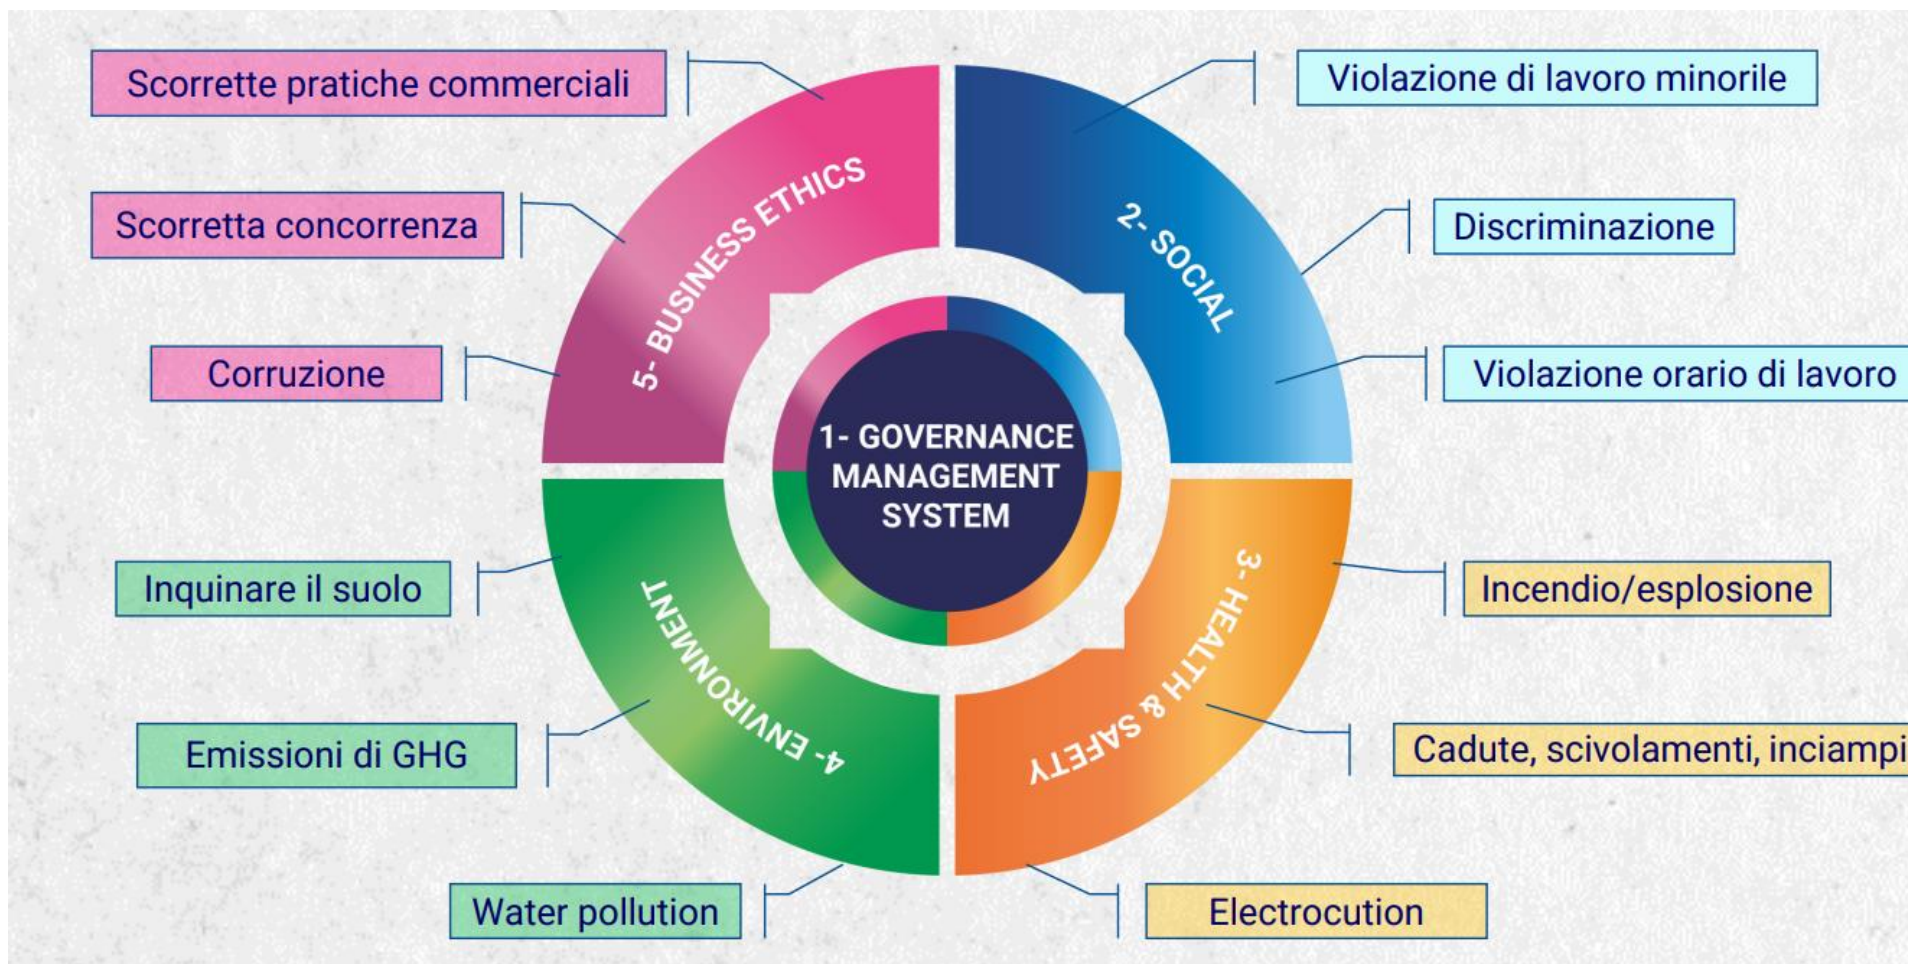 Scorrette pratiche commerciali
Violazione di lavoro minorile
Scorretta concorrenza
Discriminazione
Corruzione
Violazione orario di lavoro
5- BUSINESS ETHICS
2- SOCIAL
1- GOVERNANCE
MANAGEMENT
SYSTEM
4- ENVIRONMENT
3- HEALTH & SAFETY
Inquinare il suolo
Incendio/esplosione
Emissioni di GHG
Cadute, scivolamenti, inciampi
Water pollution
Electrocution